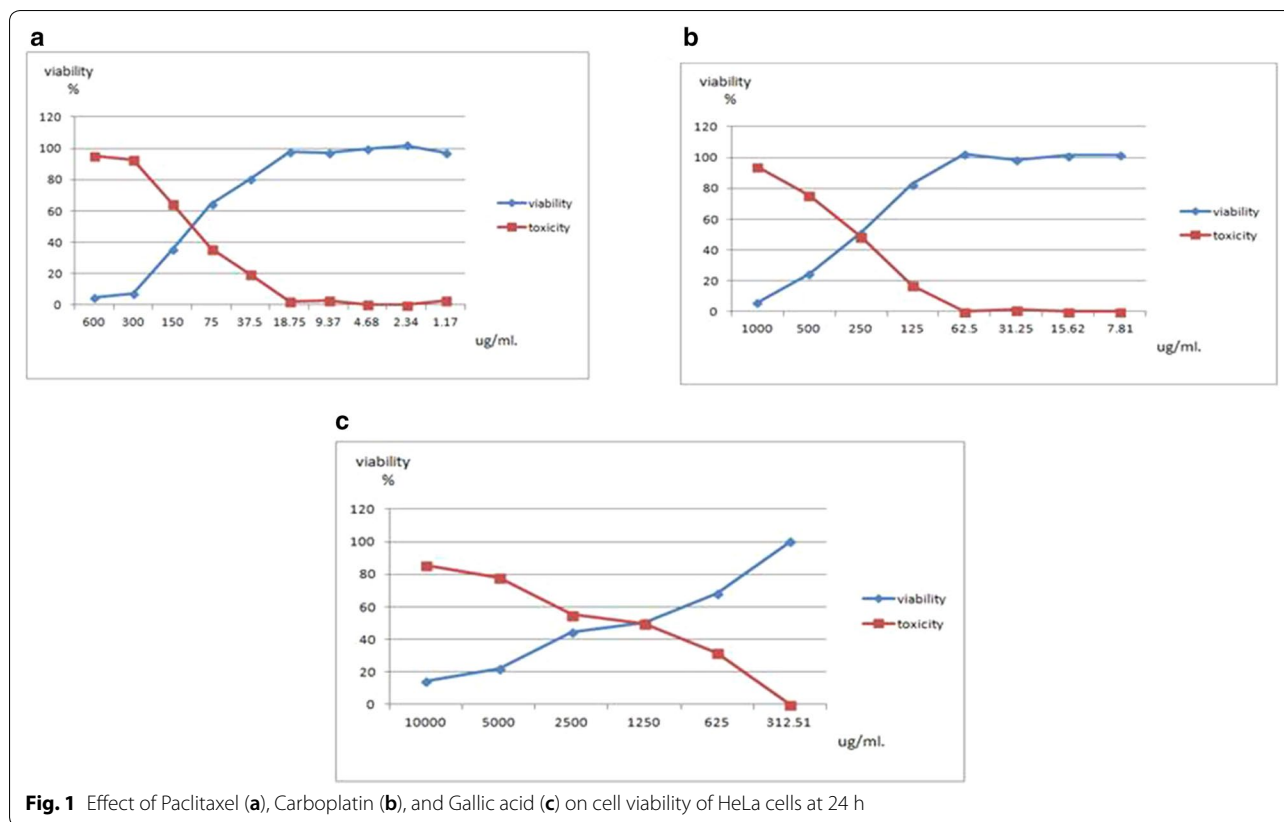 a
viability
%
120
100
80
60
40
20
0
600 300 150 75 37.5 18.75 9.37 4.68 2.34 1.17
ug/ml.
viability
toxicity
b
viability
%
120
100
80
60
40
20
0
1000 500 250 125 62.5 31.25 15.62 7.81
ug/ml.
viability
toxicity
c
viability
%
120
100
80
60
40
20
0
10000 5000 2500 1250 625 312.51
ug/ml.
viability
toxicity
Fig. 1 Effect of Paclitaxel (a), Carboplatin (b), and Gallic acid (c) on cell viability of HeLa cells at 24 h